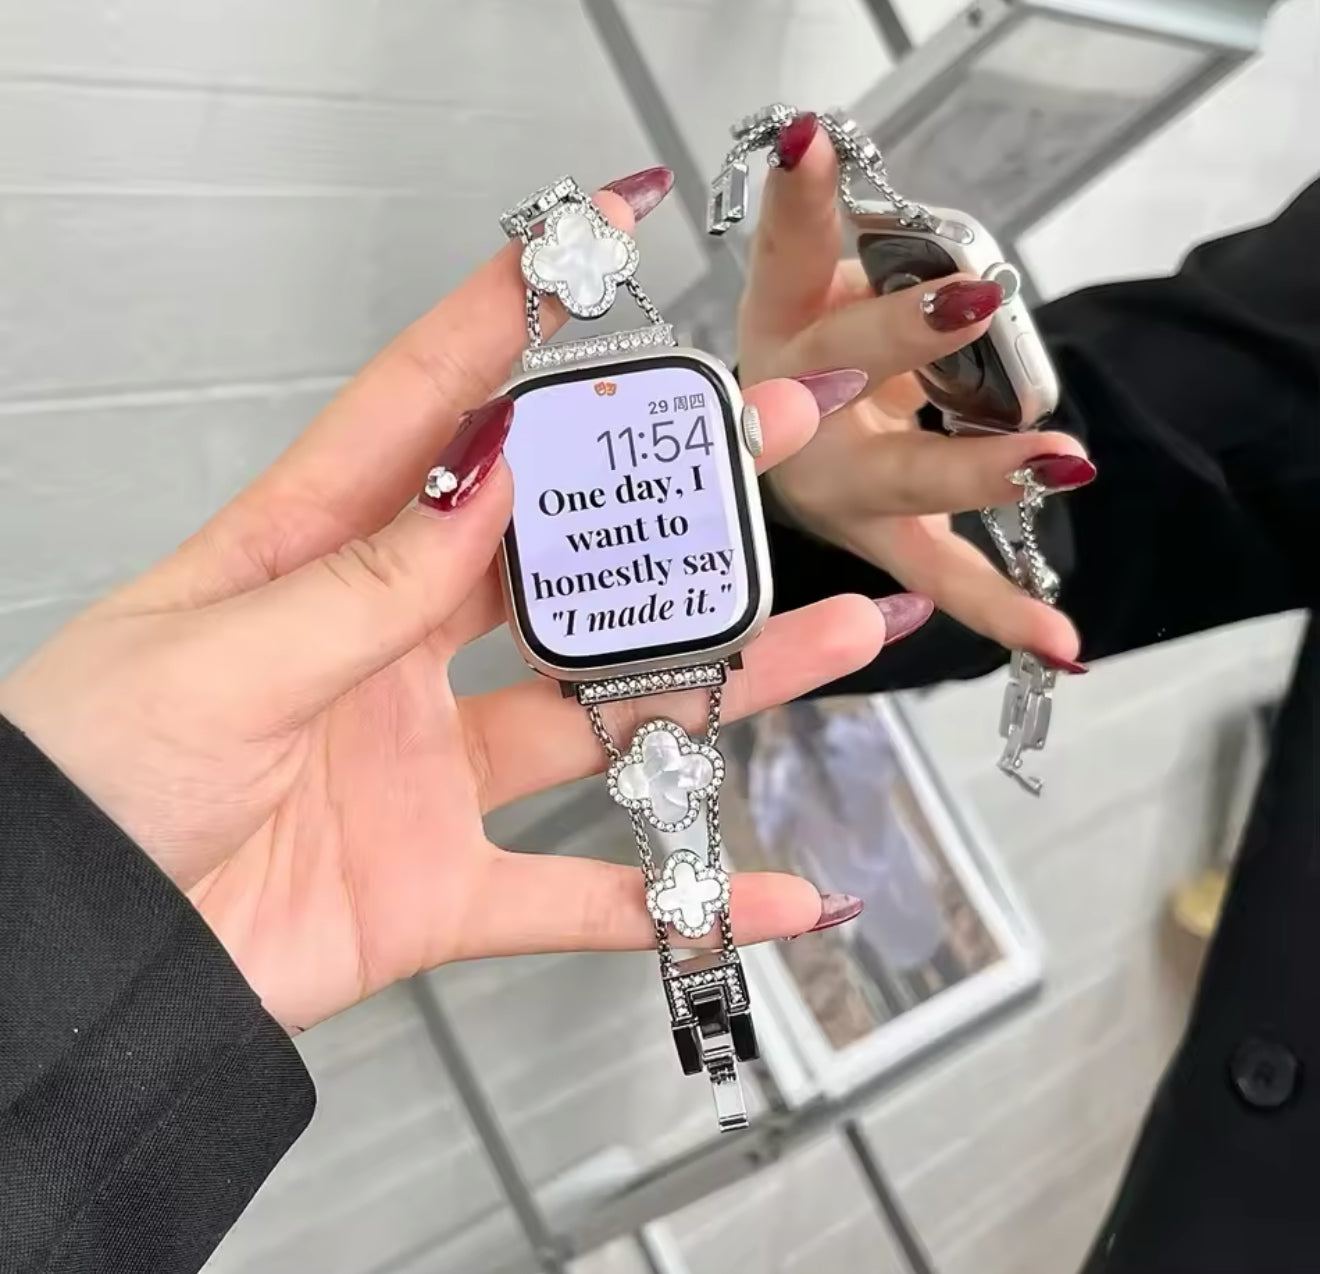 29 周四
11:54
One day, I
want to
honestly say
"I made it."